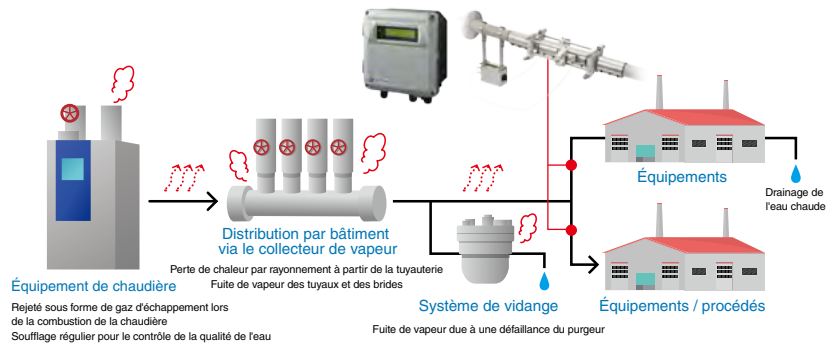 Équipements
Drainage de
l'eau chaude
Distribution par bâtiment
via le collecteur de vapeur
Perte de chaleur par rayonnement à partir de la tuyauterie
Fuite de vapeur des tuyaux et des brides
Équipement de chaudière
Rejeté sous forme de gaz d'échappement lors
de la combustion de la chaudière
Soufflage régulier pour le contrôle de la qualité de l'eau
Système de vidange
Fuite de vapeur due à une défaillance du purgeur
Équipements / procédés